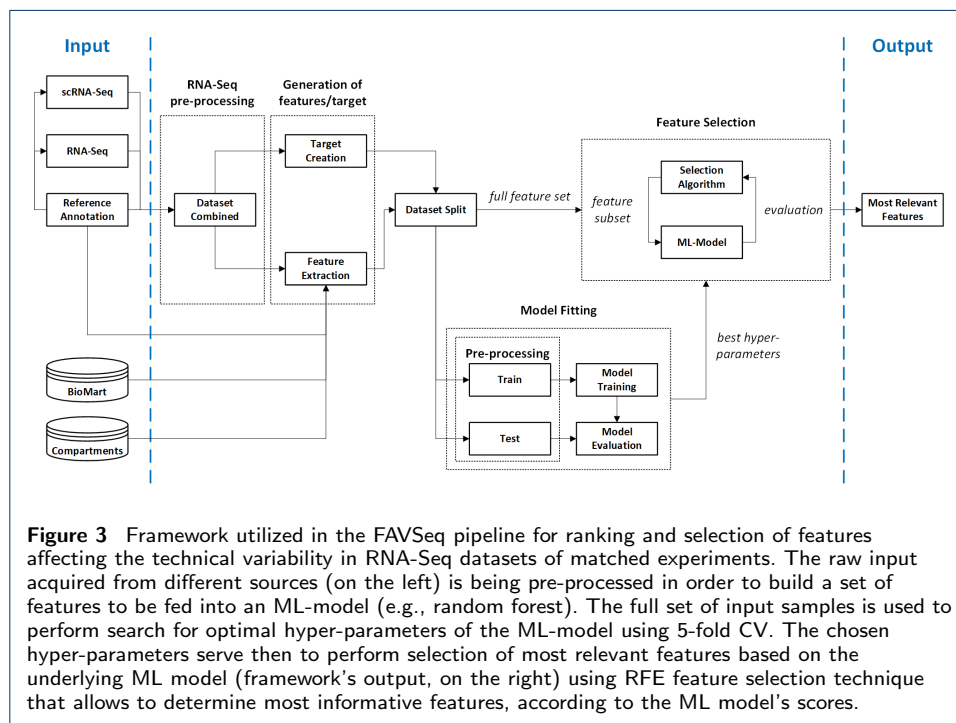 Input
Output
RNA-Seq
pre-processing
Generation of
features/target
scRNA-Seq
RNA-Seq
Reference
Annotation
BioMart
Compartments
Dataset
Combined
Target
Creation
Feature
Extraction
Dataset Split
full feature set
Feature Selection
feature
subset
Selection
Algorithm
ML-Model
evaluation
Most Relevant
Features
Model Fitting
Pre-processing
Train
Test
Model
Training
Model
Evaluation
best hyper-
parameters
Figure 3 Framework utilized in the FAVSeq pipeline for ranking and selection of features
affecting the technical variability in RNA-Seq datasets of matched experiments. The raw input
acquired from different sources (on the left) is being pre-processed in order to build a set of
features to be fed into an ML-model (e.g., random forest). The full set of input samples is used to
perform search for optimal hyper-parameters of the ML-model using 5-fold CV. The chosen
hyper-parameters serve then to perform selection of most relevant features based on the
underlying ML model (framework's output, on the right) using RFE feature selection technique
that allows to determine most informative features, according to the ML model's scores.